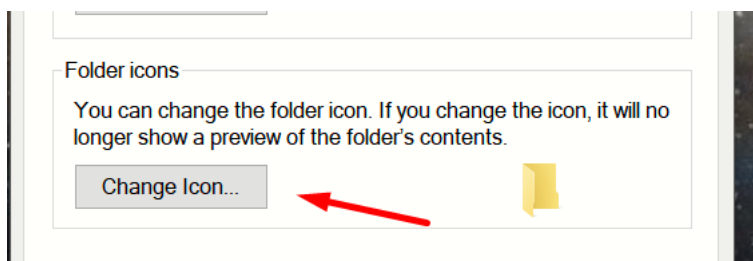 Folder icons
You can change the folder icon. If you change the icon, it will no
longer show a preview of the folder’s contents.
Change Icon...